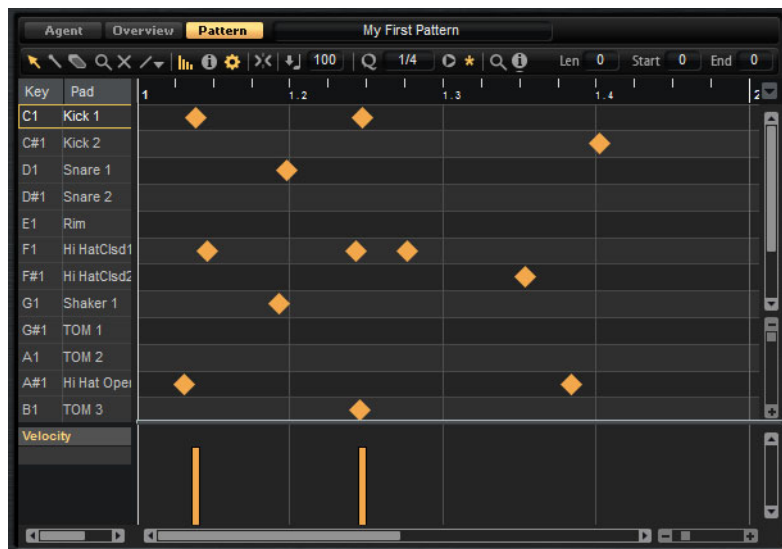 Agent Overview Pattern My First Pattern
100 Q 1/4 Len 0 Start 0 End 0
Key Pad 1 1.2 1.3 1.4 2
C1 Kick 1
C#1 Kick 2
D1 Snare 1
D#1 Snare 2
E1 Rim
F1 Hi HatClsd1
F#1 Hi HatClsd2
G1 Shaker 1
G#1 TOM 1
A1 TOM 2
A#1 Hi Hat Oper
B1 TOM 3
Velocity